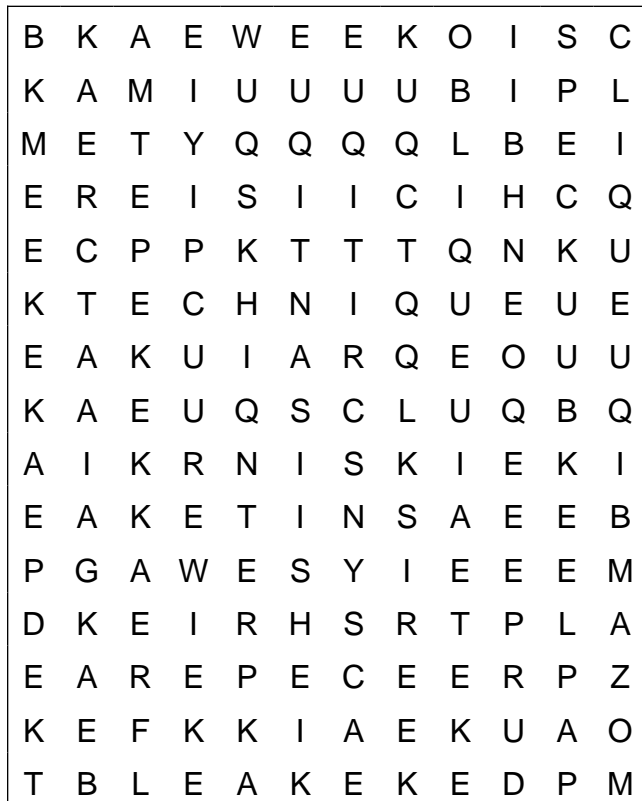 B K A E W E E K O I S C
K A M I U U U U B I P L
M E T Y Q Q Q Q L B E I
E R E I S I I C I H C Q
E C P P K T T T Q N K U
K T E C H N I Q U E U E
E A K U I A R Q E O U U
K A E U Q S C L U Q B Q
A I K R N I S K I E K I
E A K E T I N S A E E B
P G A W E S Y I E E E M
D K E I R H S R T P L A
E A R E P E C E E R P Z
K E F K K I A E K U A O
T B L E A K E K E D P M